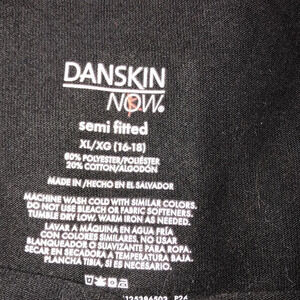 DANSKIN
NOW®
semi fitted
XL/XG (16-18)
80% POLYESTER/POLIÉSTER
20% COTTON/ALGODÓN
MADE IN/HECHO EN EL SALVADOR
MACHINE WASH COLD WITH SIMILAR COLORS.
DO NOT USE BLEACH OR FABRIC SOFTENERS.
TUMBLE DRY LOW. WARM IRON AS NEEDED.
LAVAR A MÁQUINA EN AGUA FRÍA
CON COLORES SIMILARES. NO USAR
BLANQUEADOR O SUAVIZANTE PARA ROPA.
SECAR EN SECADORA A TEMPERATURA BAJA.
PLANCHA TIBIA, SI ES NECESARIO.